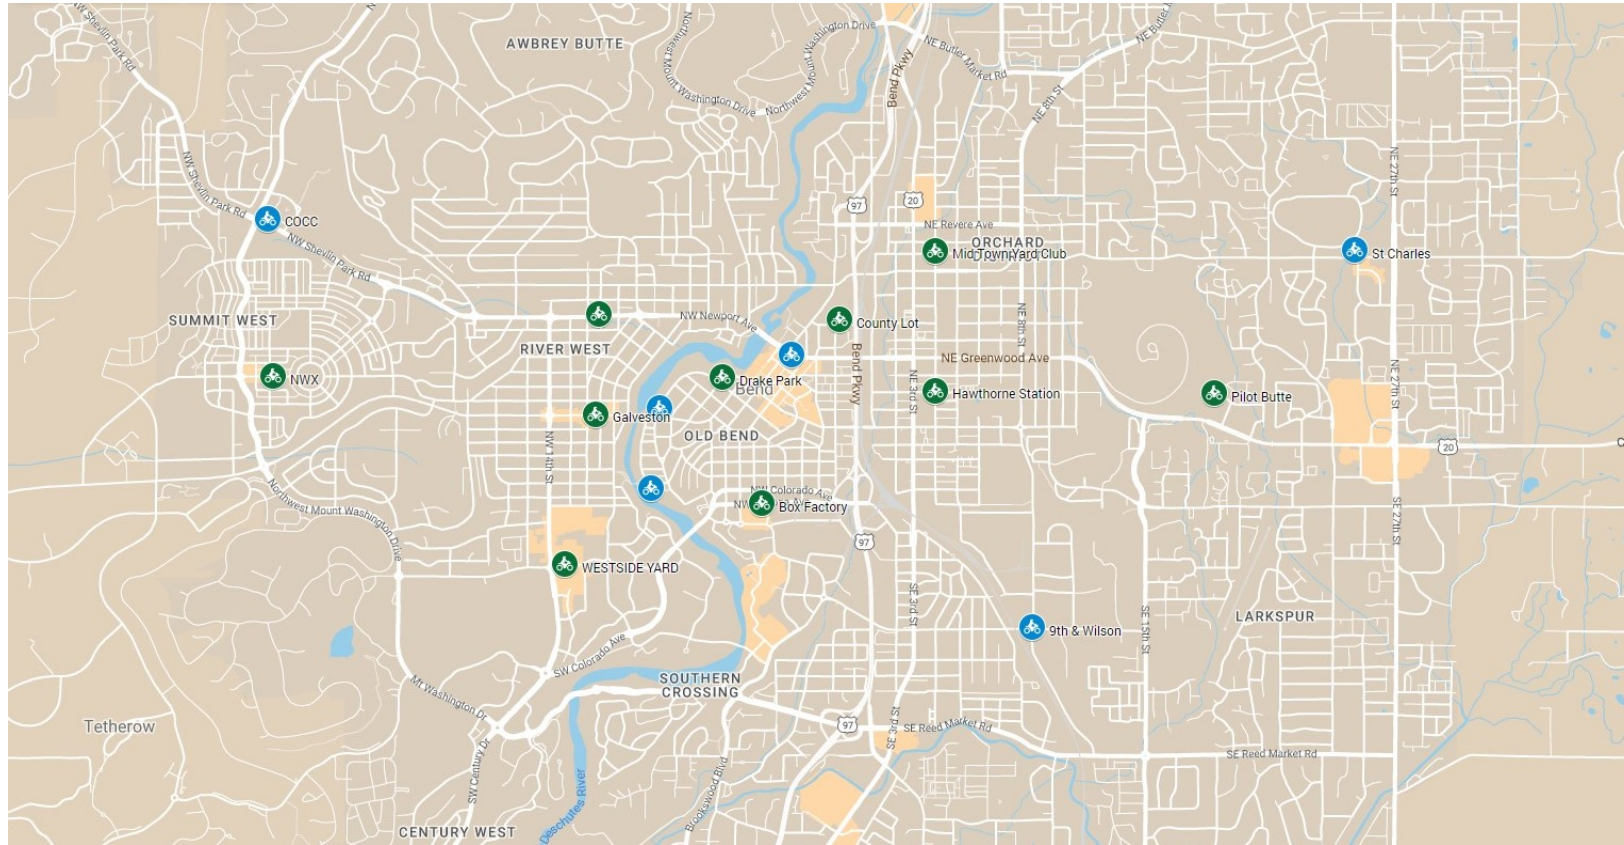 NW Shevlin Park Rd
AWBREY BUTTE
Northwest Mount Washington Drive
Northwest Mount Washington Drive
NE Butler Market Rd
NE Butler
Bend Pkwy
NE 8th St
NE 27th St
NW Shevlin Park Rd
97
20
COCC
NE Revere Ave
NW Shevlin Park Rd
ORCHARD
Mid Town Yard Club
St Charles
SUMMIT WEST
NW Newport Ave
County Lot
NE 8th St
RIVER WEST
Bend Pkwy
NE Greenwood Ave
NWX
Drake Park
Bend
NE 3rd St
Hawthorne Station
Pilot Butte
NE 27th St
Galveston
OLD BEND
NW 14th St
20
Northwest Mount Washington Drive
NW Colorado Ave
NW
Ave
Box Factory
SE 27th St
97
WESTSIDE YARD
SE 3rd St
9th & Wilson
SE 15th St
LARKSPUR
SW Colorado Ave
SOUTHERN
CROSSING
Mt Washington Dr
Tetherow
97
SE 3rd St
SE Reed Market Rd
SE Reed Market Rd
SW Century Dr
Deschutes River
Brookswood Blvd
CENTURY WEST